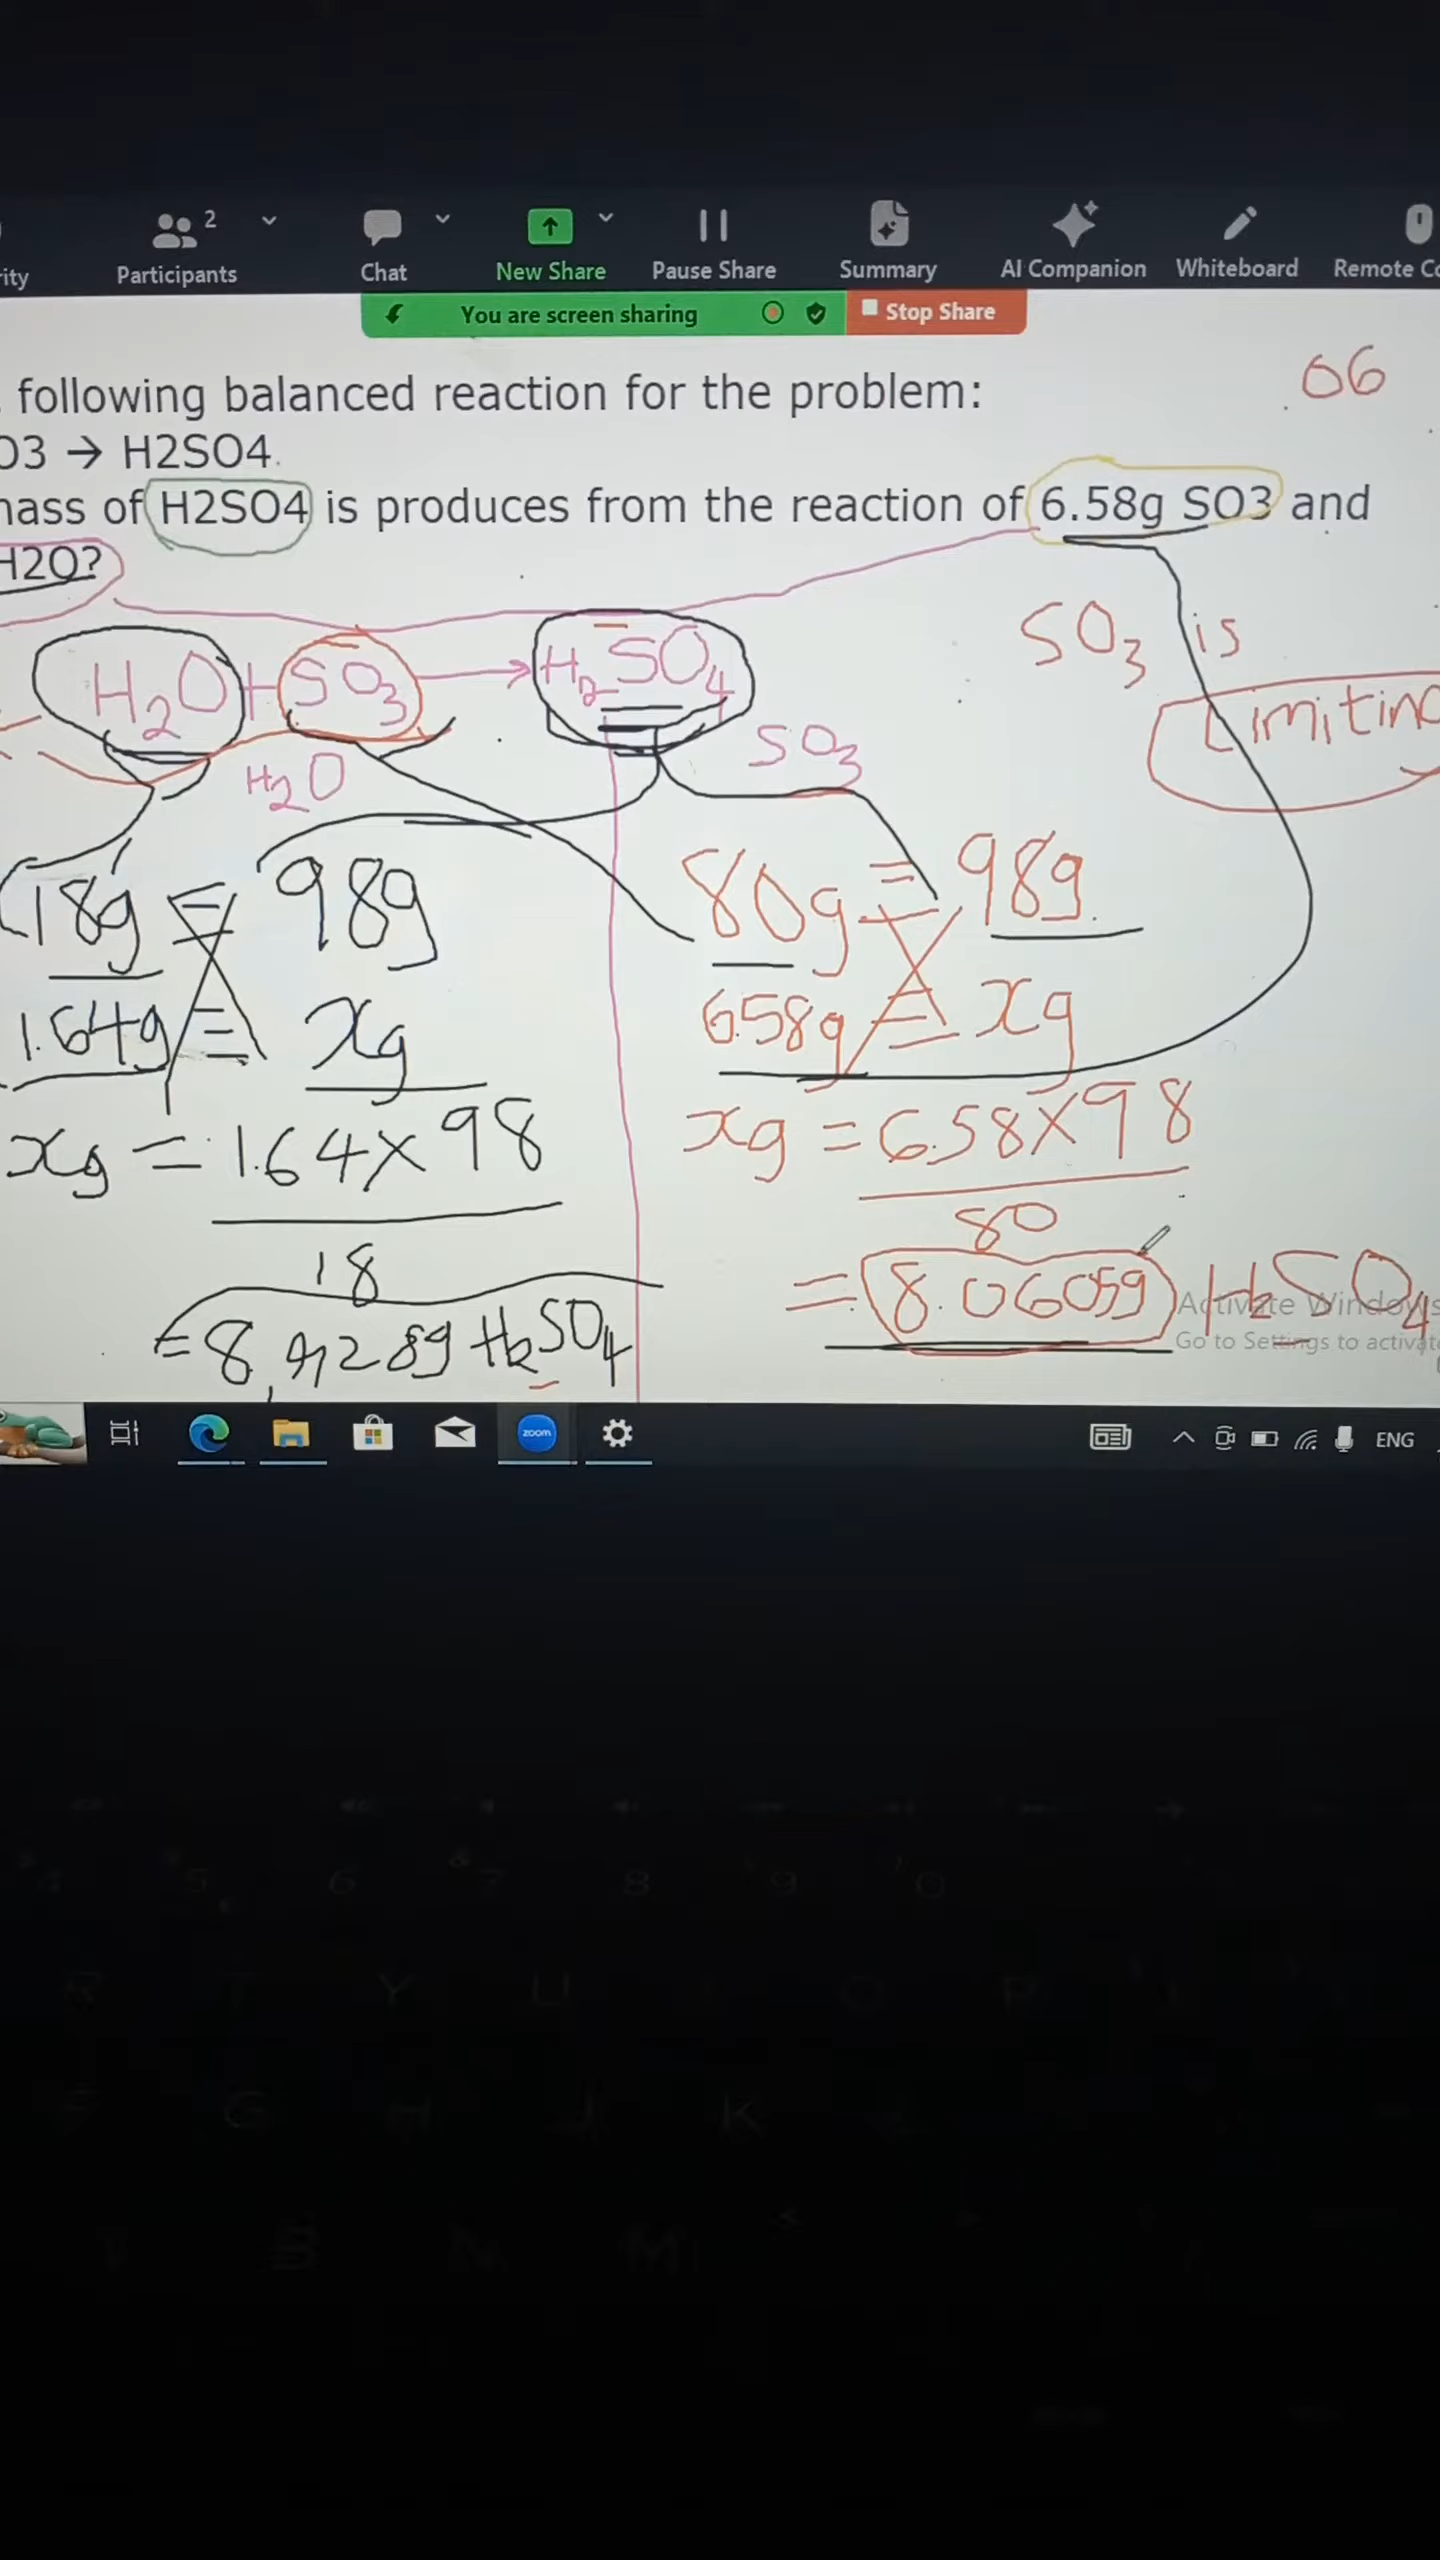 2
Participants Chat New Share Pause Share Summary AI Companion Whiteboard
You are screen sharing Stop Share
06
following balanced reaction for the problem:
O3 → H2SO4.
mass of H2SO4 is produces from the reaction of 6.58g SO3 and
H2O?
SO3 is
H2O + SO3 → H2SO4
Limiting
H2O SO3
18g = 98g 80g = 98g
1.64g = xg 6.58g = xg
xg = 1.64 × 98 xg = 6.58 × 98
18 80
= 8.06059 H2SO4
H2SO4
Activate Windows
Go to Settings to activate
zoom ENG